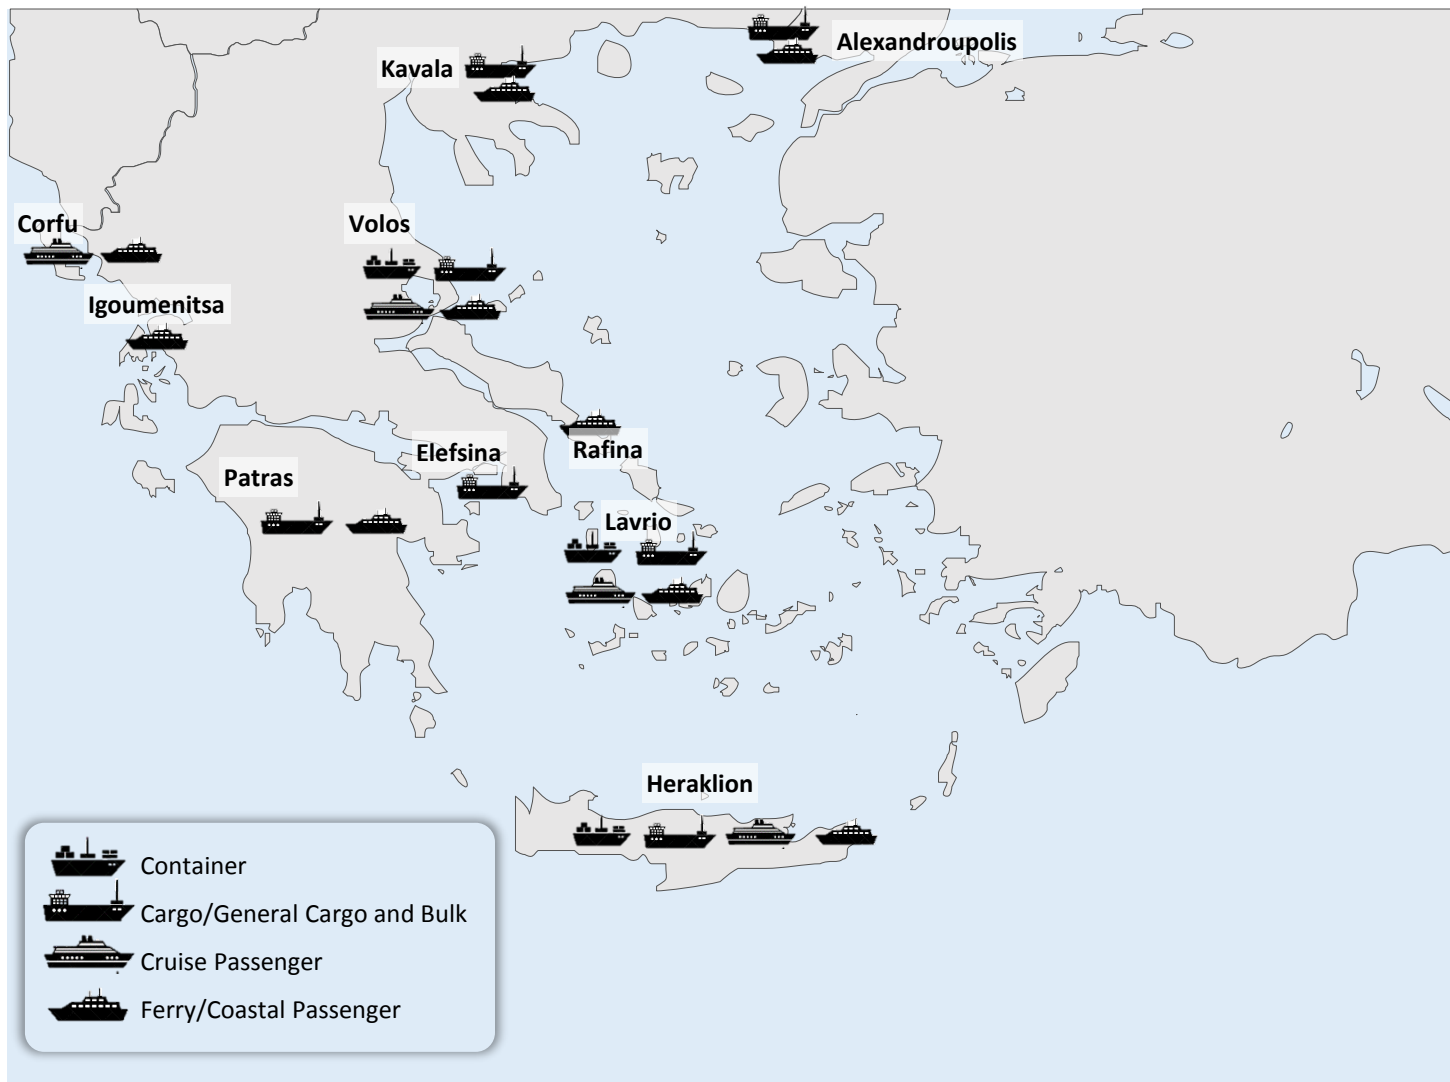 Alexandroupolis
Kavala
Corfu
Volos
Igoumenitsa
Elefsina
Rafina
Patras
Lavrio
Heraklion
Container
Cargo/General Cargo and Bulk
Cruise Passenger
Ferry/Coastal Passenger